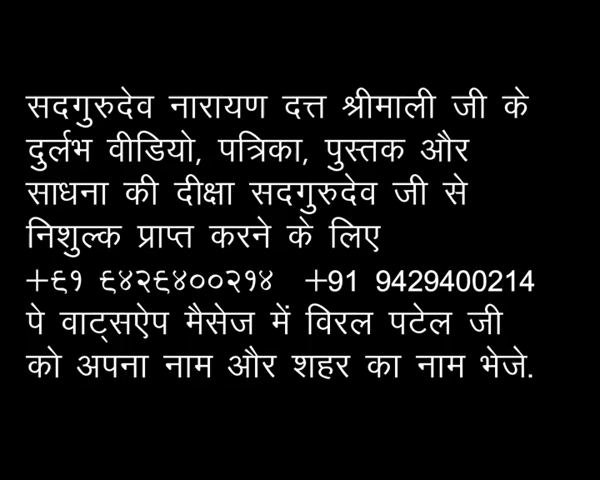 सदगुरुदेव नारायण दत्त श्रीमाली जी के
दुर्लभ वीडियो, पत्रिका, पुस्तक और
साधना की दीक्षा सदगुरुदेव जी से
निशुल्क प्राप्त करने के लिए
+९१ ९४२९४००२१४ +91 9429400214
पे वाट्सऐप मैसेज में विरल पटेल जी
को अपना नाम और शहर का नाम भेजे.